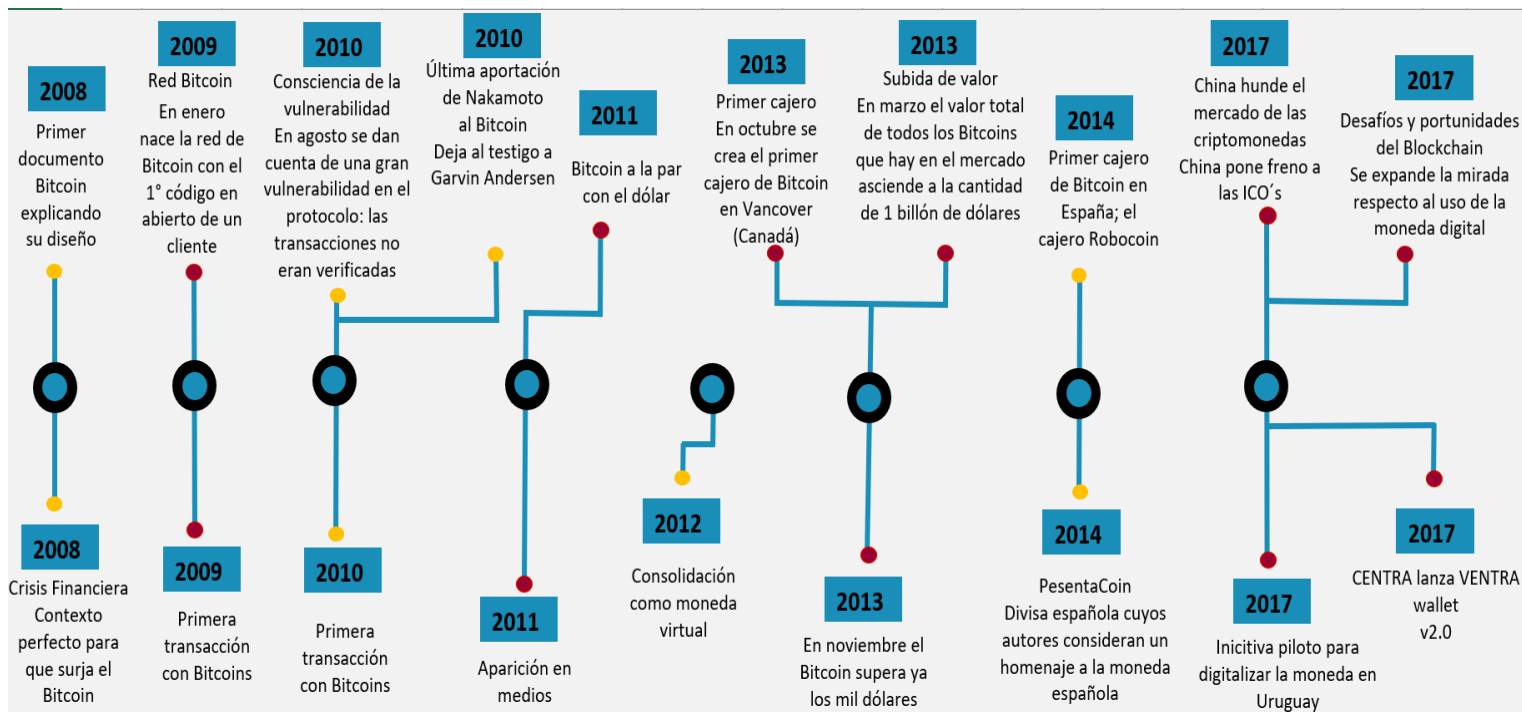 2008
Primer
documento
Bitcoin
explicando
su diseño
2009
Red Bitcoin
En enero
nace la red de
Bitcoin con el
1° código en
abierto de un
cliente
2010
Consciencia de la
vulnerabilidad
En agosto se dan
cuenta de una gran
vulnerabilidad en el
protocolo: las
transacciones no
eran verificadas
2010
Última aportación
de Nakamoto
al Bitcoin
Deja al testigo a
Garvin Andersen
2011
Bitcoin a la par
con el dólar
2013
Primer cajero
En octubre se
crea el primer
cajero de Bitcoin
en Vancover
(Canadá)
2013
Subida de valor
En marzo el valor total
de todos los Bitcoins
que hay en el mercado
asciende a la cantidad
de 1 billón de dólares
2014
Primer cajero
de Bitcoin en
España; el
cajero Robocoin
2017
China hunde el
mercado de las
criptomonedas
China pone freno a
las ICO´s
2017
Desafíos y portunidades
del Blockchain
Se expande la mirada
respecto al uso de la
moneda digital
2008
Crisis Financiera
Contexto
perfecto para
que surja el
Bitcoin
2009
Primera
transacción
con Bitcoins
2010
Primera
transacción
con Bitcoins
2011
Aparición en
medios
2012
Consolidación
como moneda
virtual
2013
En noviembre el
Bitcoin supera ya
los mil dólares
2014
PesentaCoin
Divisa española cuyos
autores consideran un
homenaje a la moneda
española
2017
Inicitiva piloto para
digitalizar la moneda en
Uruguay
2017
CENTRA lanza VENTRA
wallet
v2.0